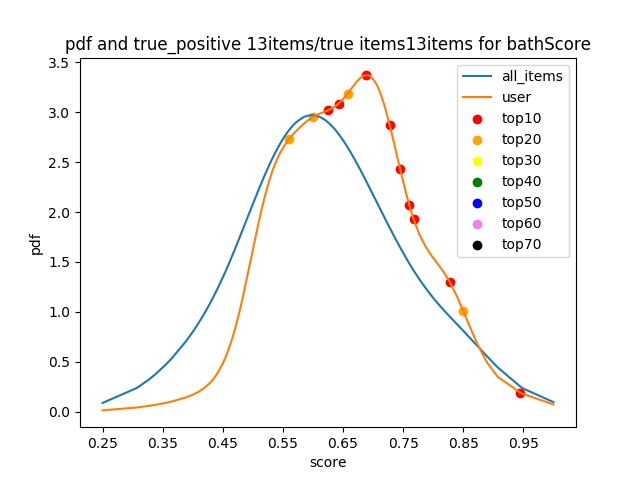 pdf and true_positive 13items/true items13items for bathScore
3.5
3.0
2.5
2.0
1.5
1.0
0.5
0.0
pdf
0.25 0.35 0.45 0.55 0.65 0.75 0.85 0.95
score
all_items
user
top10
top20
top30
top40
top50
top60
top70